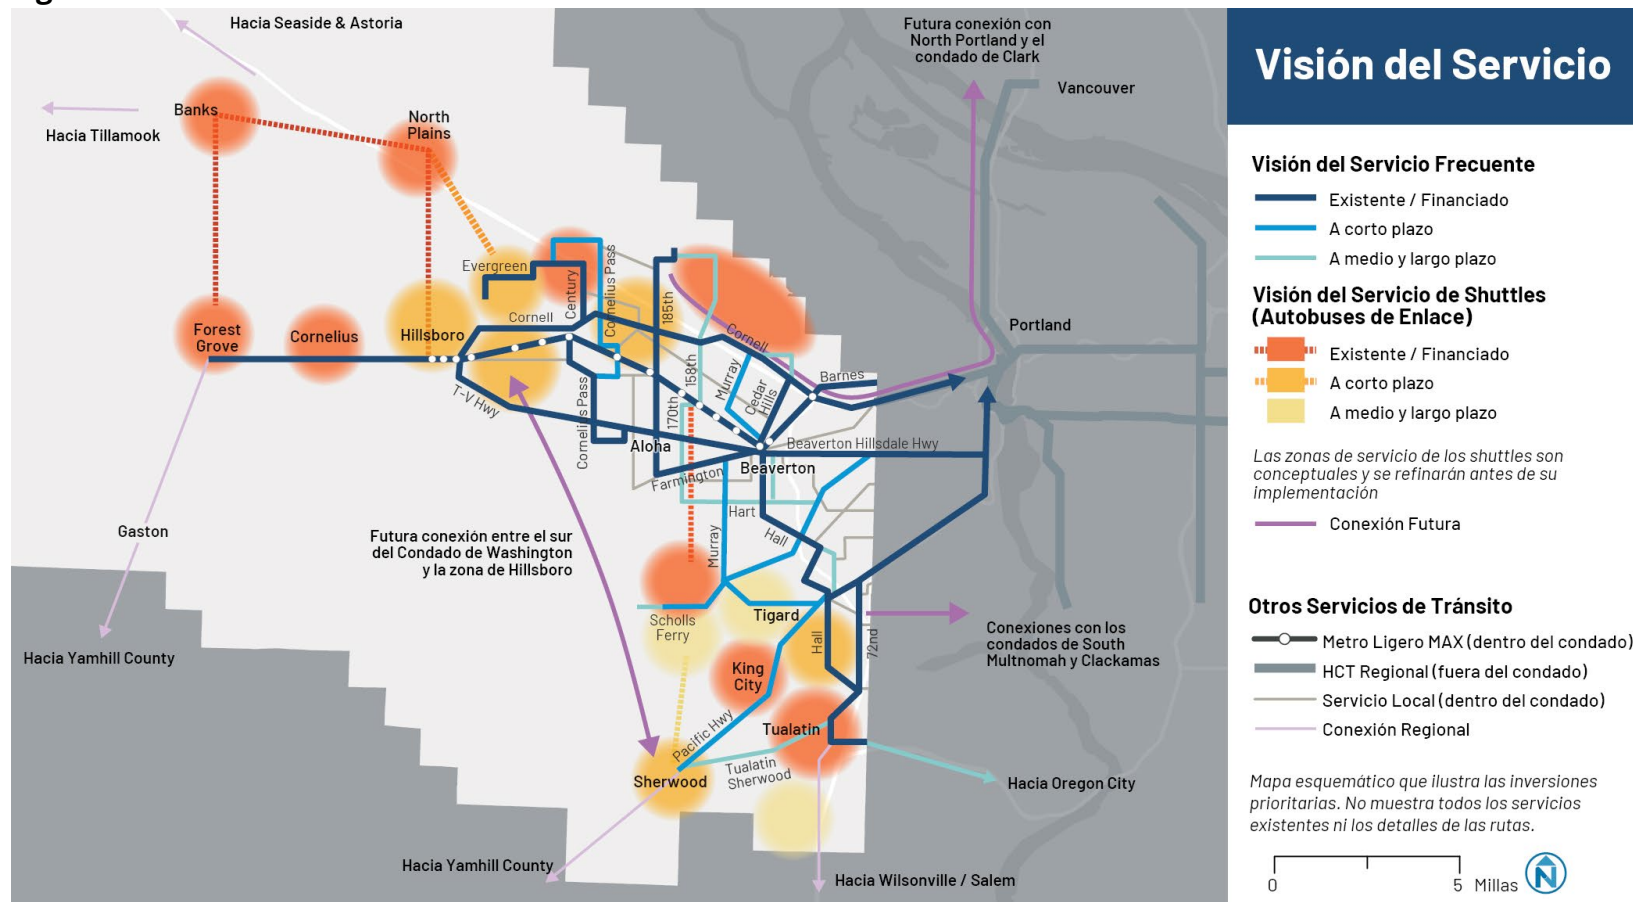 Hacia Seaside & Astoria
Futura conexión con
North Portland y el
condado de Clark
Vancouver
Banks
North
Plains
Hacia Tillamook
Evergreen
Century
Cornelius Pass
185th
Cornell
Cornell
Forest
Grove
Cornelius
Hillsboro
Portland
T-V Hwy
Cornelius Pass
170th
158th
Murray
Cedar
Hills
Barnes
Aloha
Beaverton Hillsdale Hwy
Beaverton
Farmington
Hart
Hall
Murray
Gaston
Futura conexión entre el sur
del Condado de Washington
y la zona de Hillsboro
Scholls
Ferry
Tigard
Hall
72nd
Conexiones con los
condados de South
Multnomah y Clackamas
Hacia Yamhill County
King
City
Pacific Hwy
Tualatin
Sherwood
Tualatin
Sherwood
Hacia Oregon City
Hacia Yamhill County
Hacia Wilsonville / Salem
Visión del Servicio
Visión del Servicio Frecuente
Existente / Financiado
A corto plazo
A medio y largo plazo
Visión del Servicio de Shuttles
(Autobuses de Enlace)
Existente / Financiado
A corto plazo
A medio y largo plazo
Las zonas de servicio de los shuttles son
conceptuales y se refinarán antes de su
implementación
Conexión Futura
Otros Servicios de Tránsito
Metro Ligero MAX (dentro del condado)
HCT Regional (fuera del condado)
Servicio Local (dentro del condado)
Conexión Regional
Mapa esquemático que ilustra las inversiones
prioritarias. No muestra todos los servicios
existentes ni los detalles de las rutas.
0 5 Millas
N